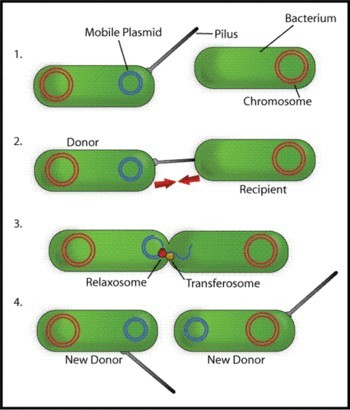 Bacterium
Mobile Plasmid
Pilus
1.
Chromosome
2.
Donor
Recipient
3.
Relaxosome
Transferosome
4.
New Donor
New Donor